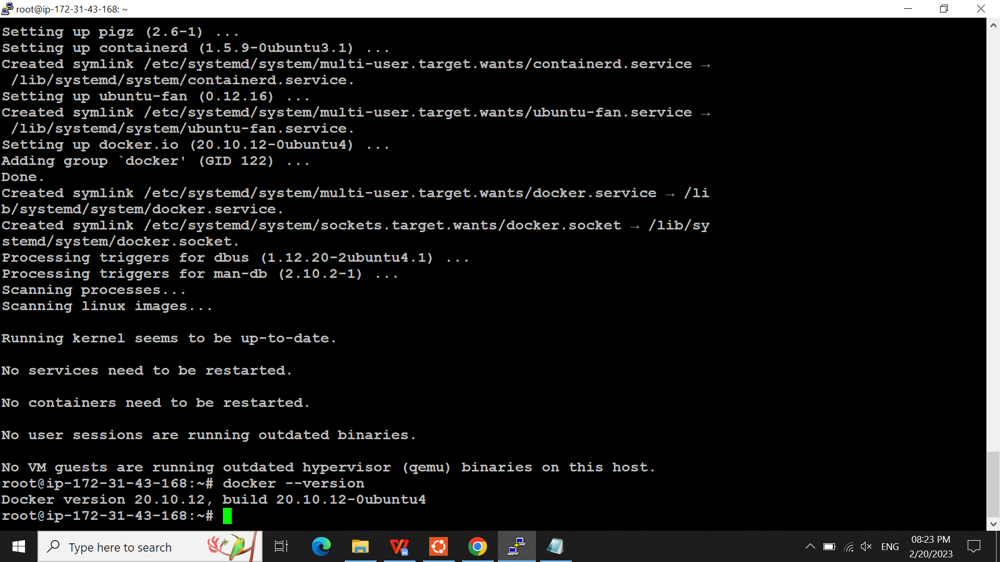 root@ip-172-31-43-168: ~
Setting up pigz (2.6-1) ...
Setting up containerd (1.5.9-0ubuntu3.1) ...
Created symlink /etc/systemd/system/multi-user.target.wants/containerd.service →
 /lib/systemd/system/containerd.service.
Setting up ubuntu-fan (0.12.16) ...
Created symlink /etc/systemd/system/multi-user.target.wants/ubuntu-fan.service →
 /lib/systemd/system/ubuntu-fan.service.
Setting up docker.io (20.10.12-0ubuntu4) ...
Adding group `docker' (GID 122) ...
Done.
Created symlink /etc/systemd/system/multi-user.target.wants/docker.service → /li
b/systemd/system/docker.service.
Created symlink /etc/systemd/system/sockets.target.wants/docker.socket → /lib/sy
stemd/system/docker.socket.
Processing triggers for dbus (1.12.20-2ubuntu4.1) ...
Processing triggers for man-db (2.10.2-1) ...
Scanning processes...
Scanning linux images...
Running kernel seems to be up-to-date.
No services need to be restarted.
No containers need to be restarted.
No user sessions are running outdated binaries.
No VM guests are running outdated hypervisor (qemu) binaries on this host.
root@ip-172-31-43-168:~# docker --version
Docker version 20.10.12, build 20.10.12-0ubuntu4
root@ip-172-31-43-168:~#
Type here to search
ENG
08:23 PM
2/20/2023